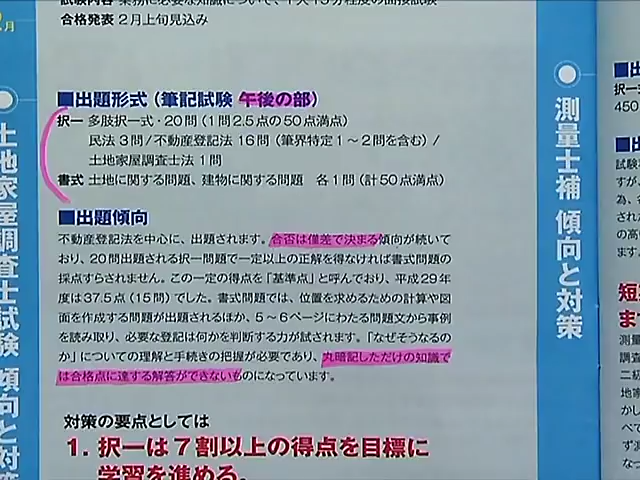 試験内容 業務に必要な知識について、1人15分程度の面接試験
合格発表 2月上旬見込み
■出題形式（筆記試験 午後の部）
択一 多肢択一式・20問（1問2.5点の50点満点）
民法 3問/不動産登記法 16問（筆界特定1～2問を含む）/
土地家屋調査士法 1問
書式 土地に関する問題、建物に関する問題 各1問（計50点満点）
■出題傾向
不動産登記法を中心に、出題されます。合否は僅差で決まる傾向が続いて
おり、20問出題される択一問題で一定以上の正解を得なければ書式問題の
採点すらされません。この一定の得点を「基準点」と呼んでおり、平成29年
度は37.5点（15問）でした。書式問題では、位置を求めるための計算や図
面を作成する問題が出題されるほか、5～6ページにわたる問題文から事例
を読み取り、必要な登記は何かを判断する力が試されます。「なぜそうなるの
か」についての理解と手続きの把握が必要であり、丸暗記しただけの知識で
は合格点に達する解答ができないものになっています。
対策の要点としては
1. 択一は7割以上の得点を目標に
学習を進める。
土地家屋調査士試験 傾向と対
測量士補 傾向と対策
月
■出
択一
450
■出
すが、
為、
され
の高
ます。
短
ま
測量
調査
二級
地家
かし
べて
す
なっ